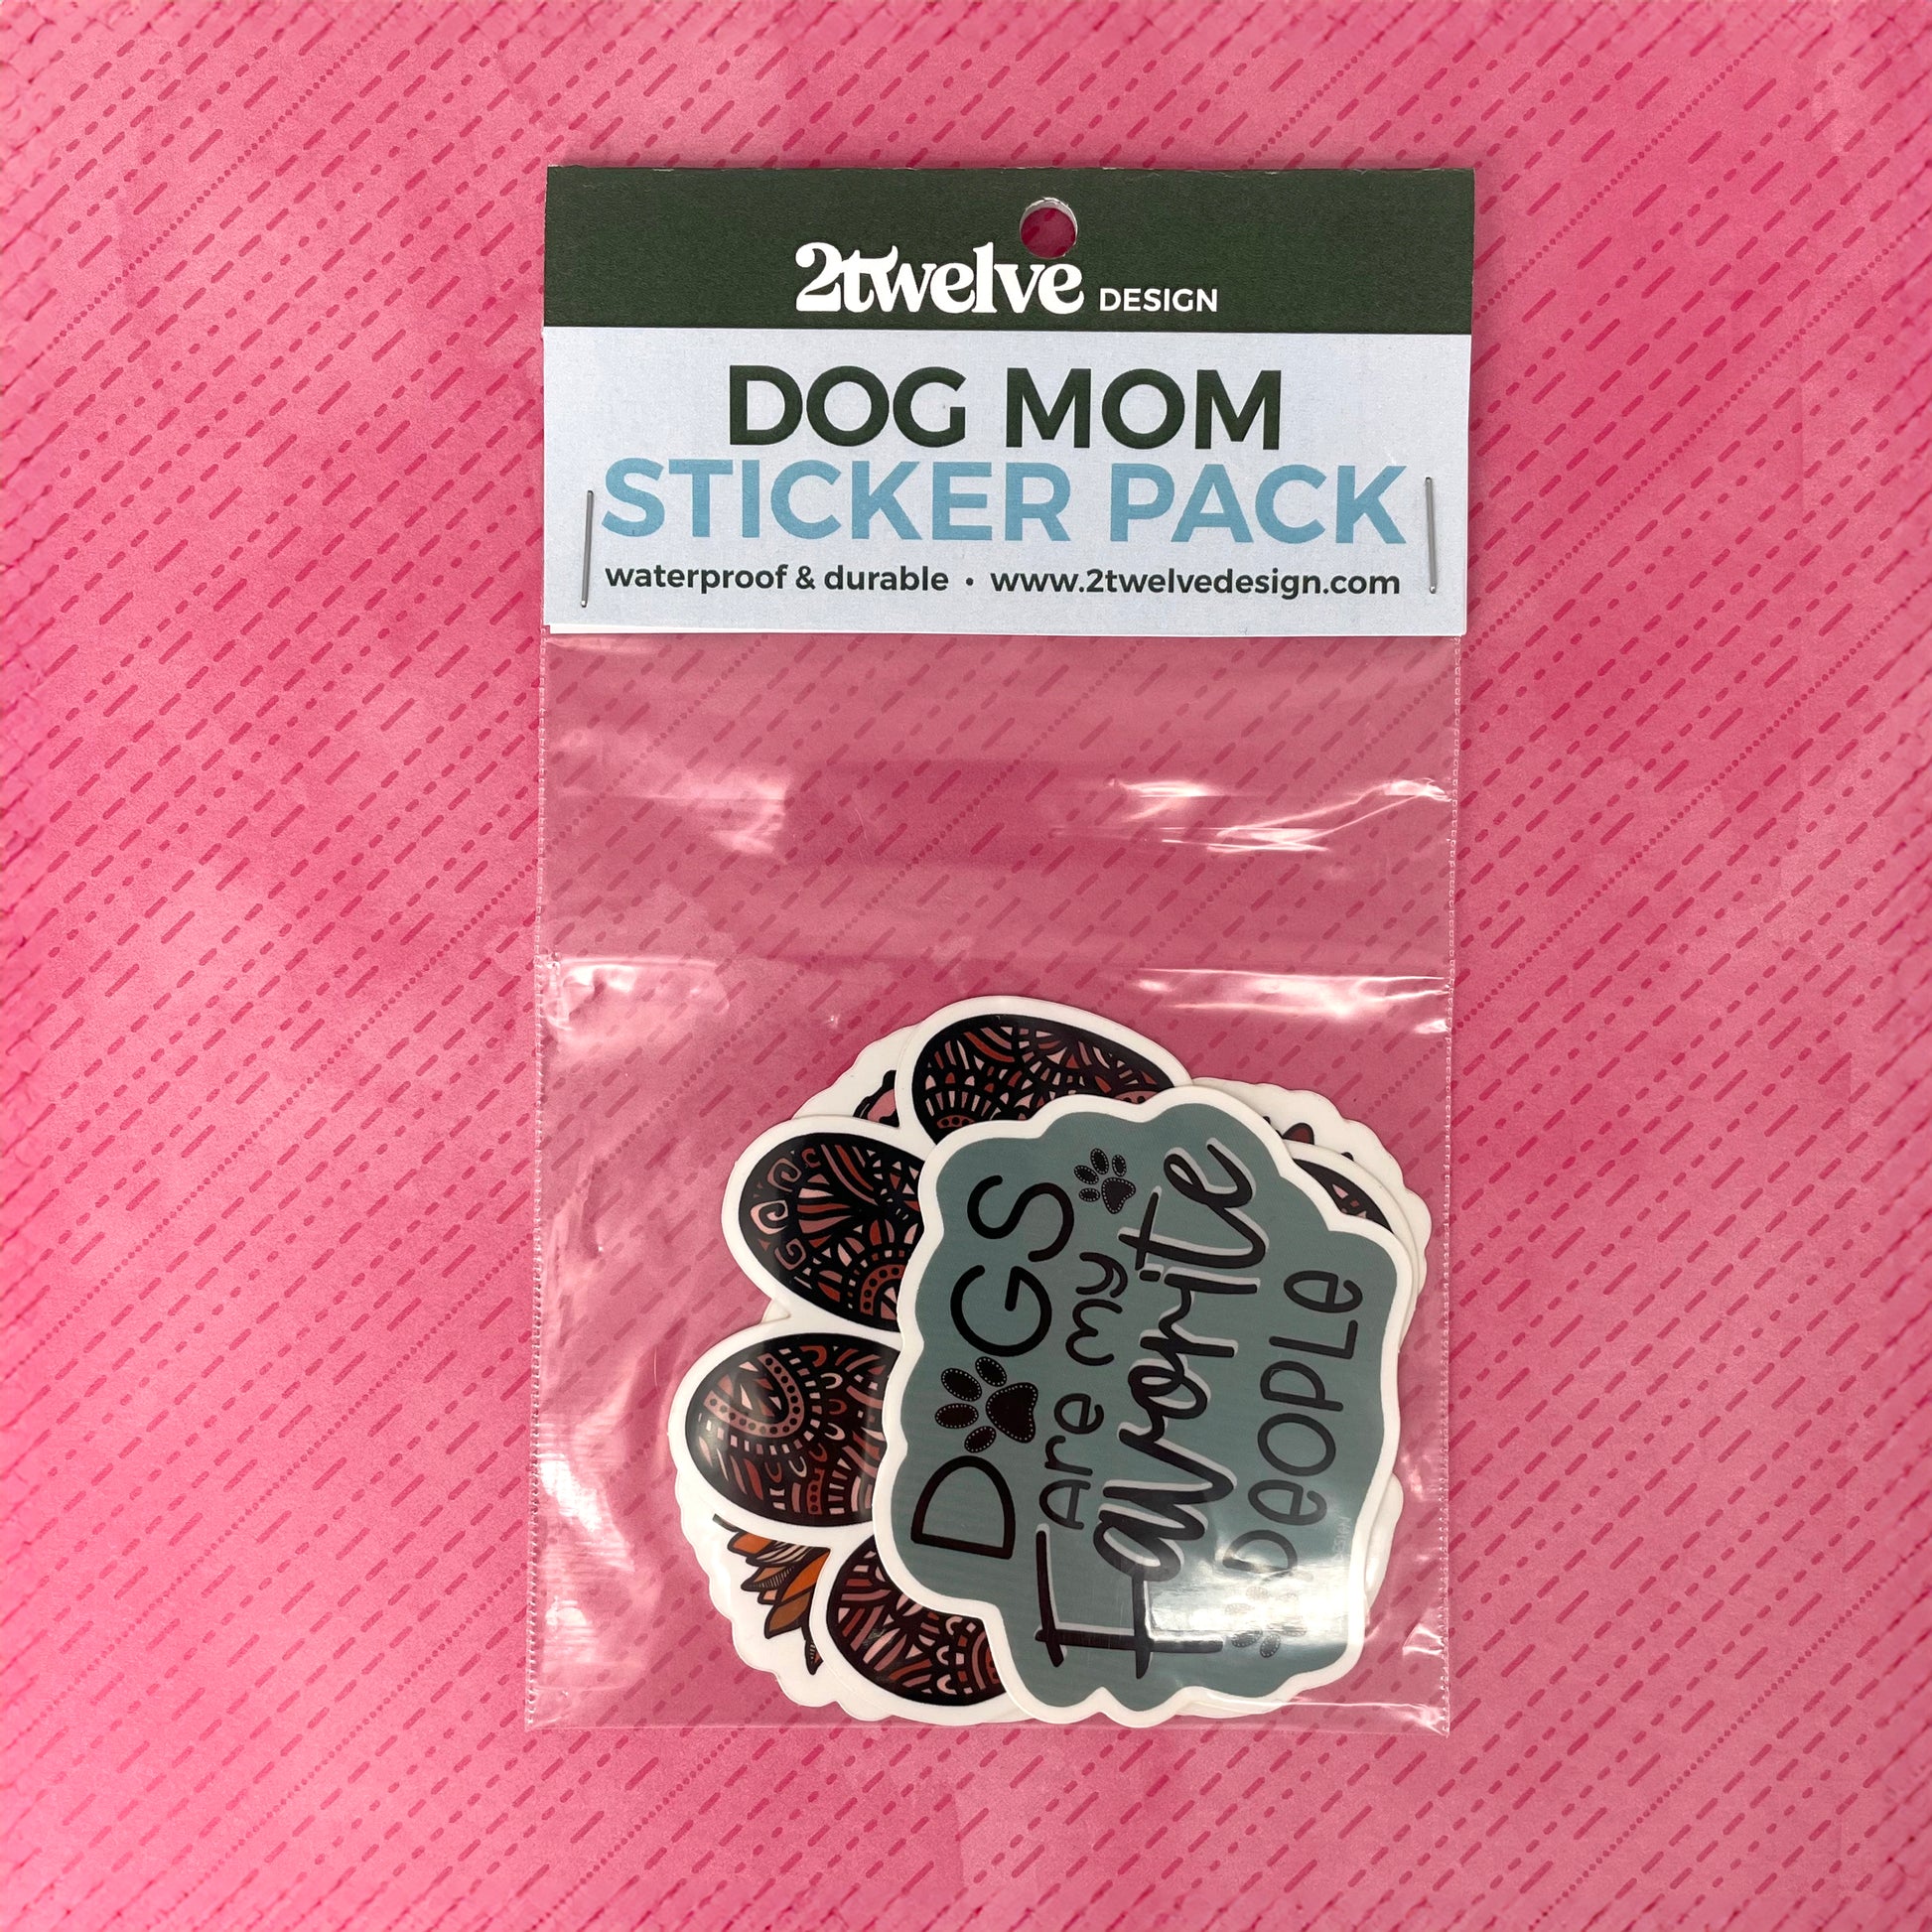 2twelve DESIGN
DOG MOM
STICKER PACK
waterproof & durable • www.2twelvedesign.com
DOGS
Are my
Favorite
PeOPLe